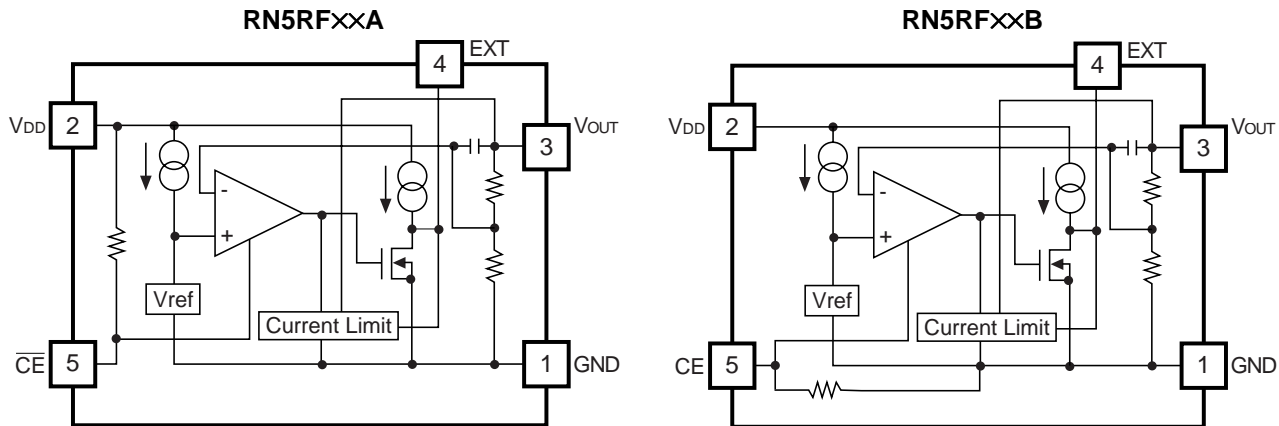 RN5RF××A
EXT
4
VDD
2
VOUT
3
-
+
Vref
Current Limit
CE
5
1
GND
RN5RF××B
EXT
4
VDD
2
VOUT
3
-
+
Vref
Current Limit
CE
5
1
GND